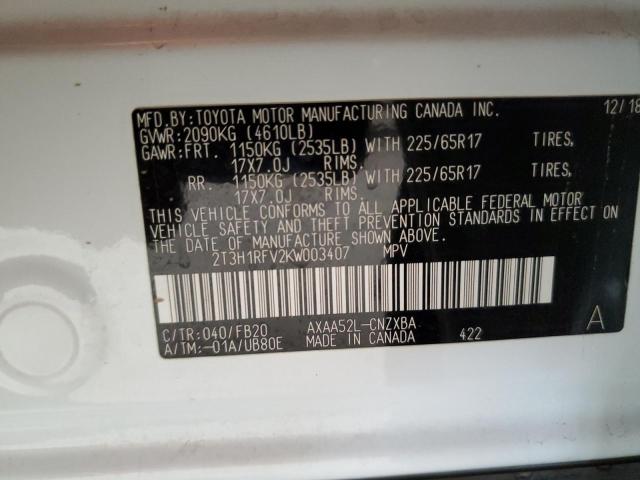 MFD.BY:TOYOTA MOTOR MANUFACTURING CANADA INC. 12/18
GVWR:2090KG (4610LB)
GAWR:FRT. 1150KG (2535LB) WITH 225/65R17 TIRES,
17X7.0J RIMS.
RR. 1150KG (2535LB) WITH 225/65R17 TIRES,
17X7.0J RIMS.
THIS VEHICLE CONFORMS TO ALL APPLICABLE FEDERAL MOTOR
VEHICLE SAFETY AND THEFT PREVENTION STANDARDS IN EFFECT ON
THE DATE OF MANUFACTURE SHOWN ABOVE.
2T3H1RFV2KW003407 MPV
C/TR:040/FB20 AXAA52L-CNZXBA A
A/TM:-01A/UB80E MADE IN CANADA 422